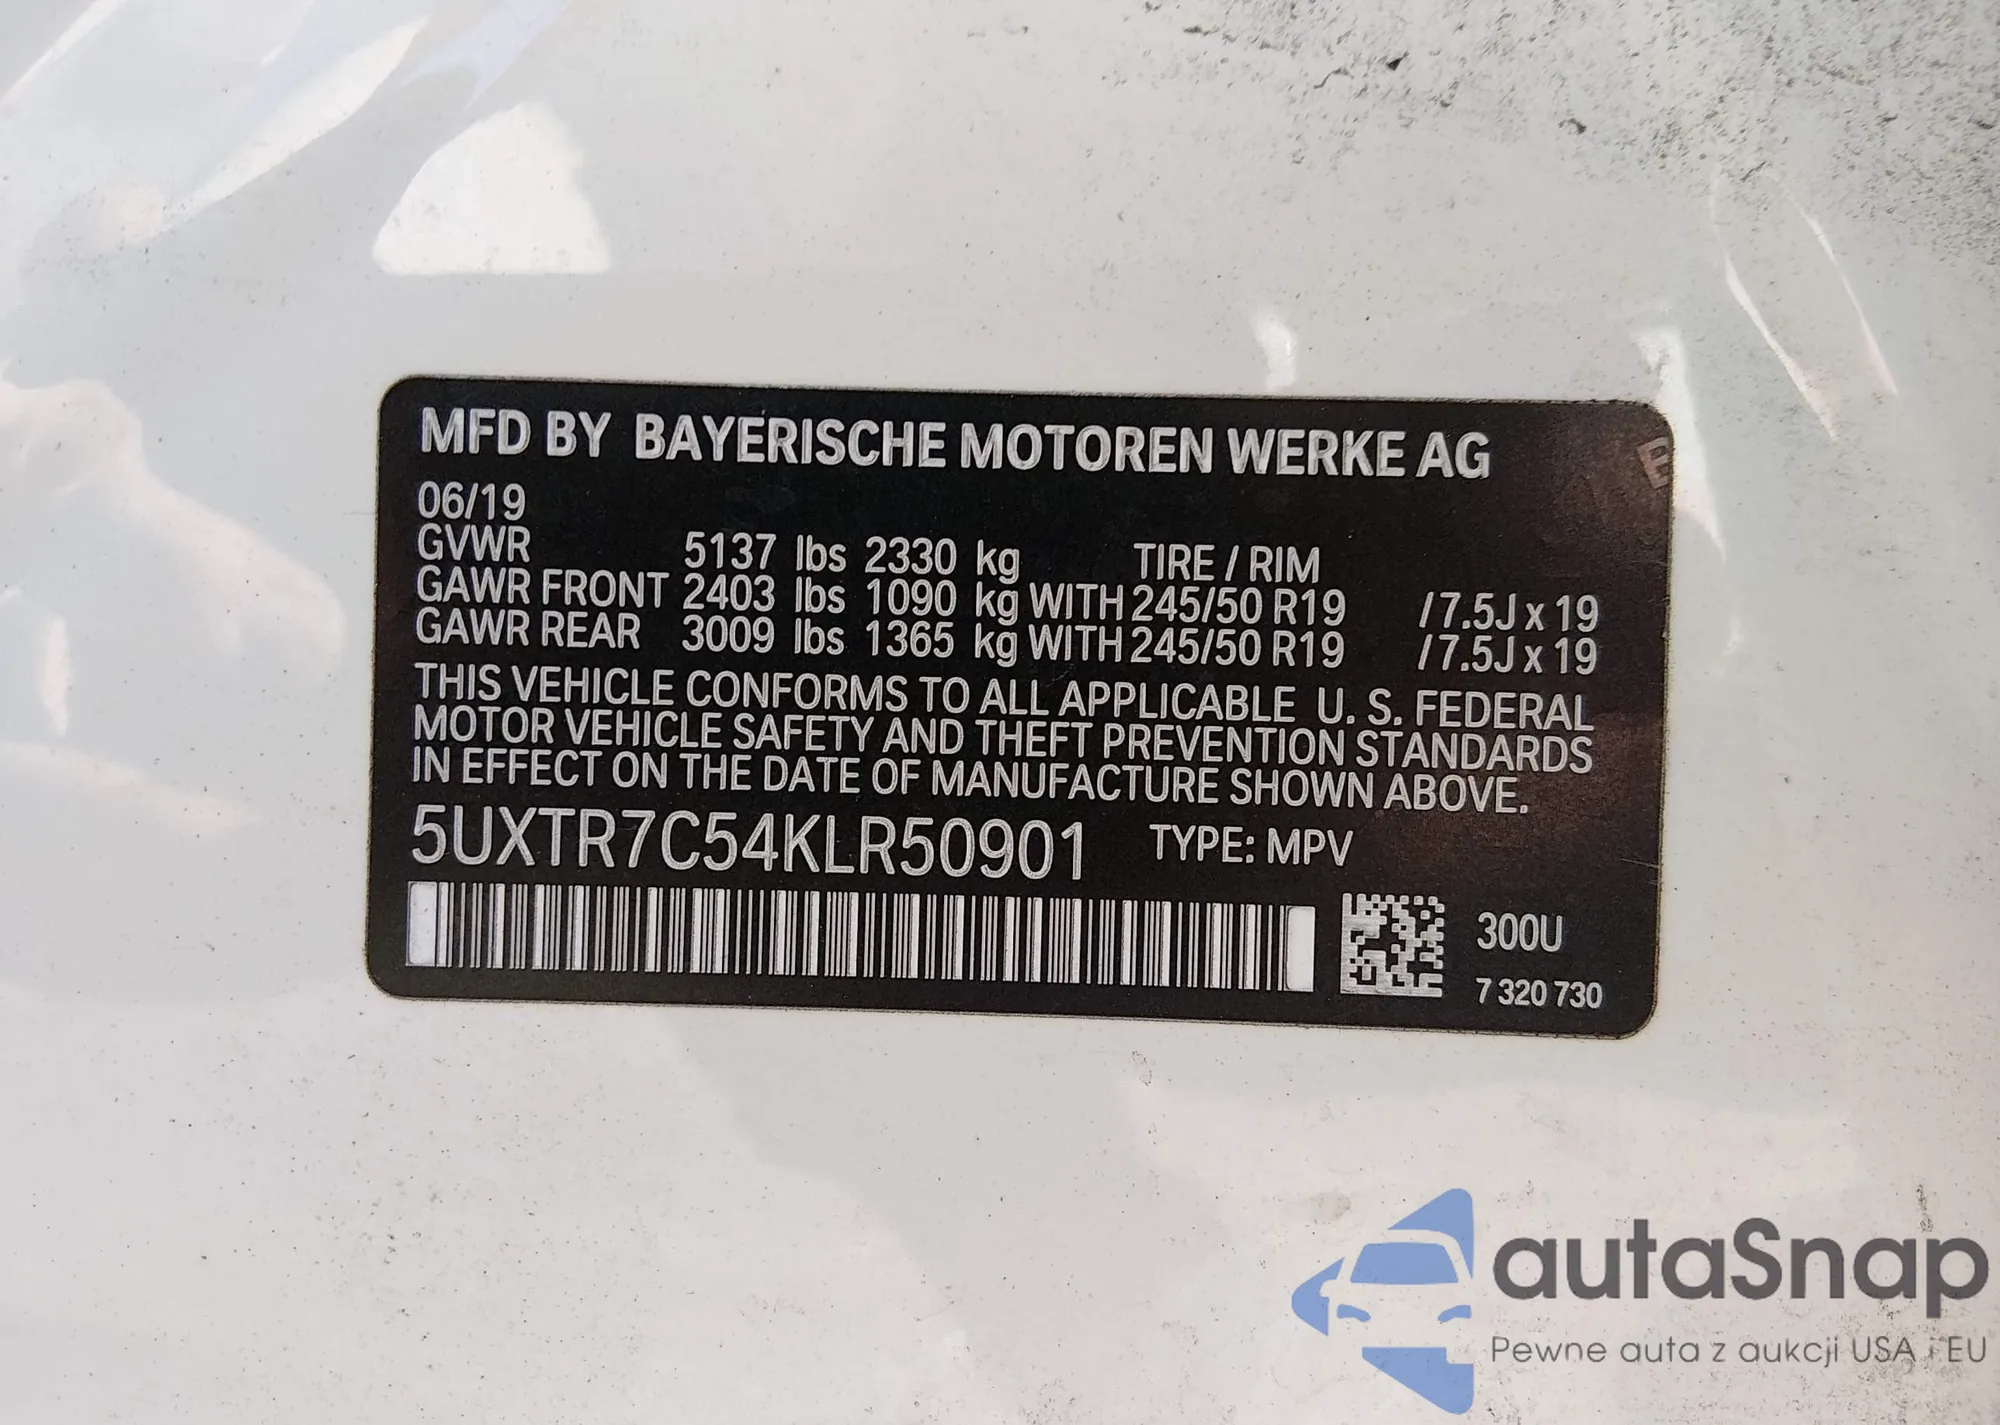 MFD BY BAYERISCHE MOTOREN WERKE AG
06/19
GVWR 5137 lbs 2330 kg TIRE / RIM
GAWR FRONT 2403 lbs 1090 kg WITH 245/50 R19 /7.5J x 19
GAWR REAR 3009 lbs 1365 kg WITH 245/50 R19 /7.5J x 19
THIS VEHICLE CONFORMS TO ALL APPLICABLE U. S. FEDERAL
MOTOR VEHICLE SAFETY AND THEFT PREVENTION STANDARDS
IN EFFECT ON THE DATE OF MANUFACTURE SHOWN ABOVE.
5UXTR7C54KLR50901 TYPE: MPV
300U
7 320 730
autaSnap
Pewne auta z aukcji USA i EU